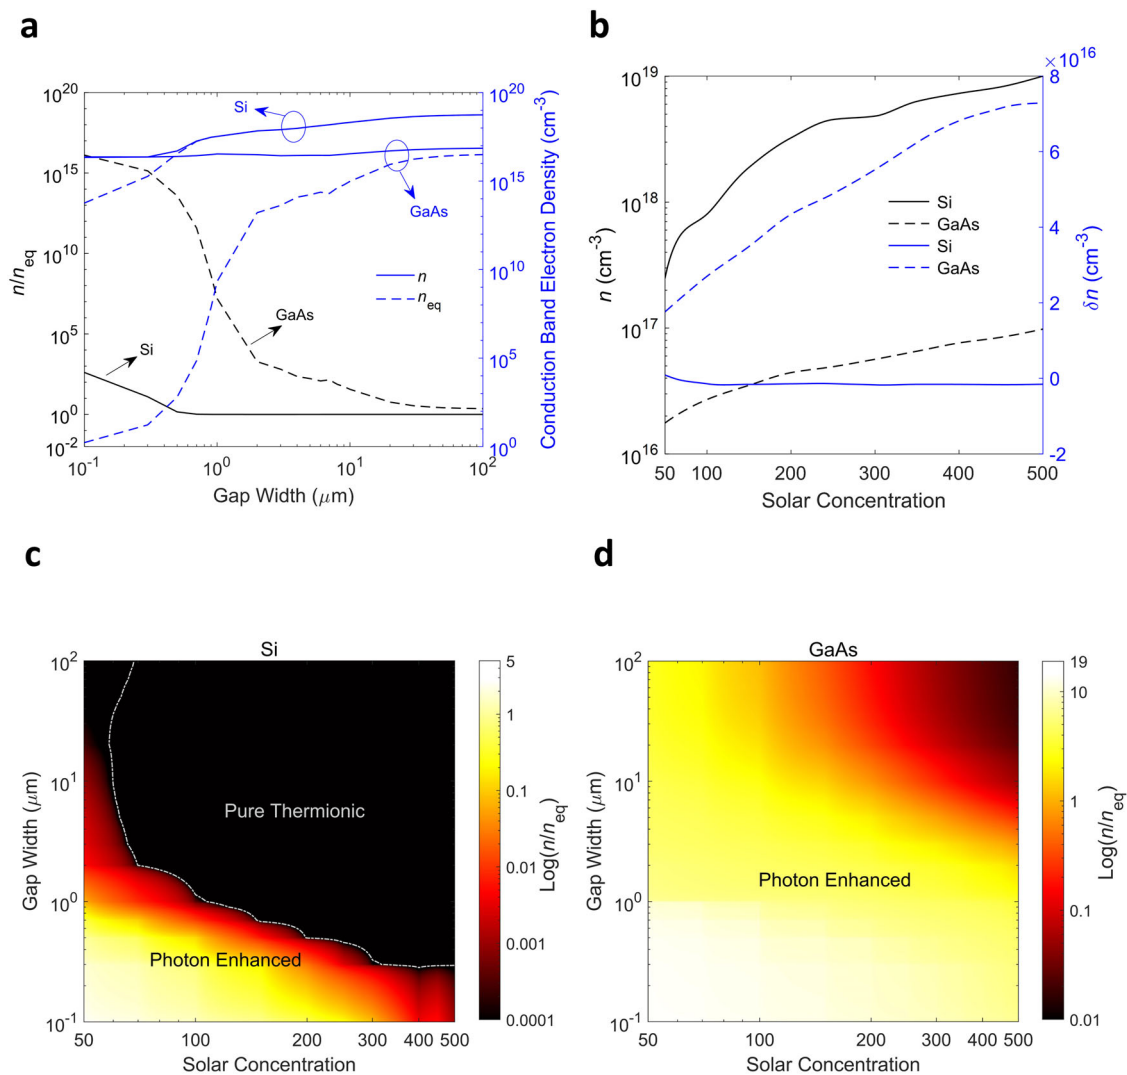 a
10^20
10^15
10^10
10^5
10^0
10^-2
n/n_eq
10^20
10^15
10^10
10^5
10^0
Conduction Band Electron Density (cm^-3)
Si
GaAs
n
n_eq
GaAs
Si
10^-1
10^0
10^1
10^2
Gap Width (μm)
b
×10^16
10^19
10^18
10^17
10^16
n (cm^-3)
8
6
4
2
0
-2
δn (cm^-3)
Si
GaAs
Si
GaAs
50
100
200
300
400
500
Solar Concentration
c
Si
10^2
10^1
10^0
10^-1
Gap Width (μm)
Pure Thermionic
Photon Enhanced
50
100
200
300
400
500
Solar Concentration
5
1
0.1
0.01
0.001
0.0001
Log(n/n_eq)
d
GaAs
10^2
10^1
10^0
10^-1
Gap Width (μm)
Photon Enhanced
50
100
200
300
400
500
Solar Concentration
19
10
1
0.1
0.01
Log(n/n_eq)